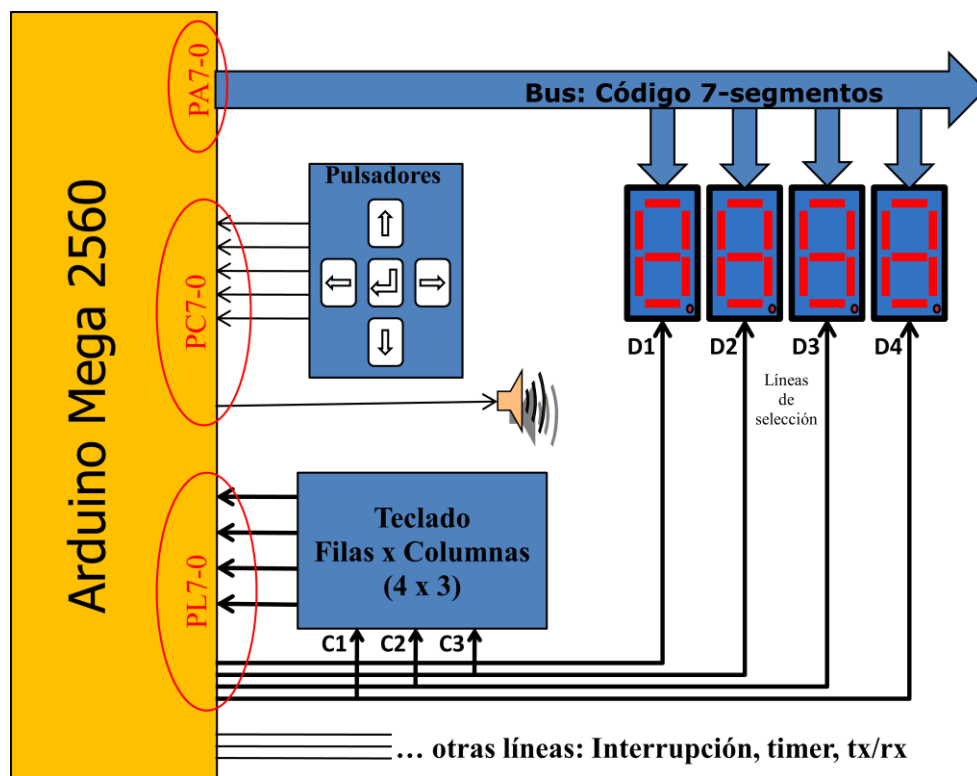 Arduino Mega 2560
PA7-0
Bus: Código 7-segmentos
Pulsadores
PC7-0
D1 D2 D3 D4
Líneas
de
selección
PL7-0
Teclado
Filas x Columnas
(4 x 3)
C1 C2 C3
... otras líneas: Interrupción, timer, tx/rx